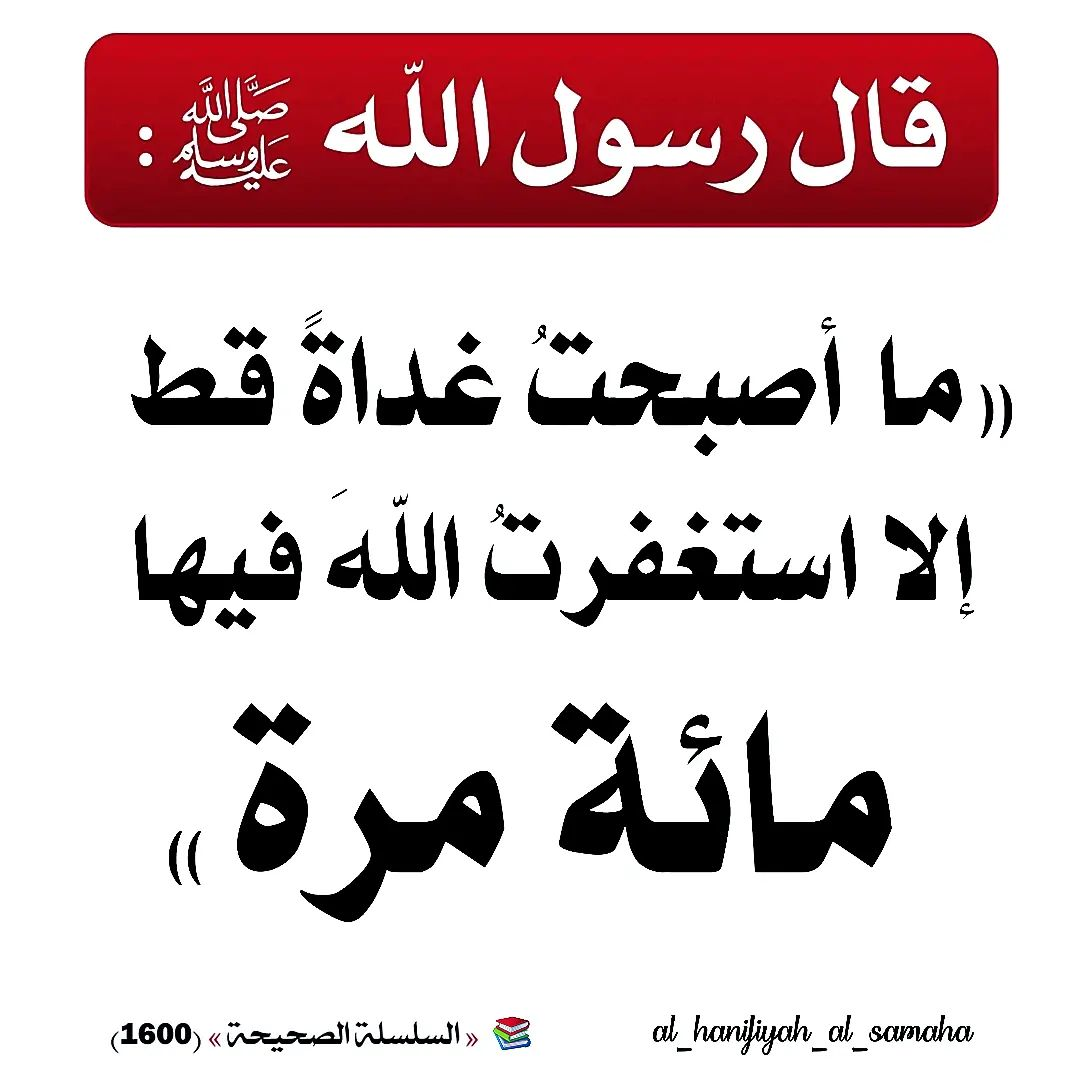 قال رسول الله ﷺ :
(( ما أصبحتُ غداةً قط
إلا استغفرتُ اللّهَ فيها
مائة مرة ))
📚 « السلسلة الصحيحة » (1600)
al_hanifiyah_al_samaha